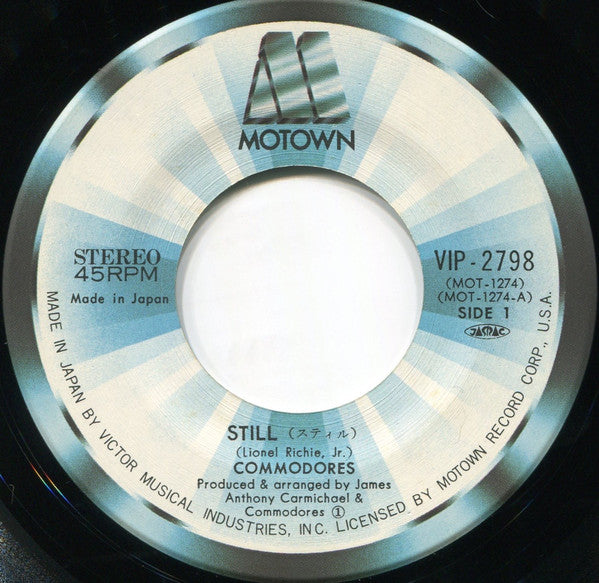 MOTOWN
STEREO
45RPM
Made in Japan
VIP-2798
(MOT-1274)
(MOT-1274-A)
SIDE 1
JASRAC
STILL (スティル)
(Lionel Richie, Jr.)
COMMODORES
Produced & arranged by James
Anthony Carmichael &
Commodores ①
MADE IN JAPAN BY VICTOR MUSICAL INDUSTRIES, INC. LICENSED BY MOTOWN RECORD CORP., U.S.A.